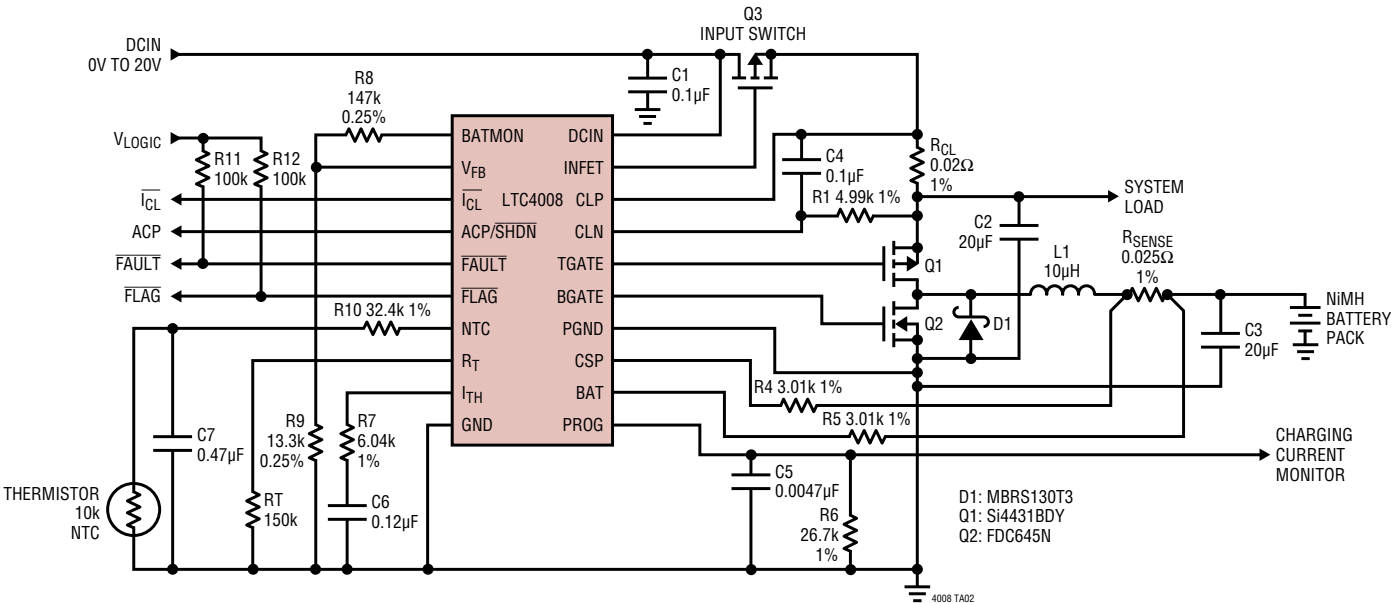 Q3
INPUT SWITCH
DCIN
0V TO 20V
C1
0.1µF
R8
147k
0.25%
VLOGIC
R11
100k
R12
100k
ICL
ACP
FAULT
FLAG
BATMON
VFB
ICL
ACP/SHDN
FAULT
FLAG
NTC
RT
ITH
GND
LTC4008
DCIN
INFET
CLP
CLN
TGATE
BGATE
PGND
CSP
BAT
PROG
C4
0.1µF
R1 4.99k 1%
RCL
0.02Ω
1%
SYSTEM
LOAD
C2
20µF
Q1
L1
10µH
RSENSE
0.025Ω
1%
Q2
D1
NiMH
BATTERY
PACK
C3
20µF
R10 32.4k 1%
R4 3.01k 1%
R5 3.01k 1%
R9
13.3k
0.25%
R7
6.04k
1%
C7
0.47µF
THERMISTOR
10k
NTC
RT
150k
C6
0.12µF
CHARGING
CURRENT
MONITOR
C5
0.0047µF
R6
26.7k
1%
D1: MBRS130T3
Q1: Si4431BDY
Q2: FDC645N
4008 TA02